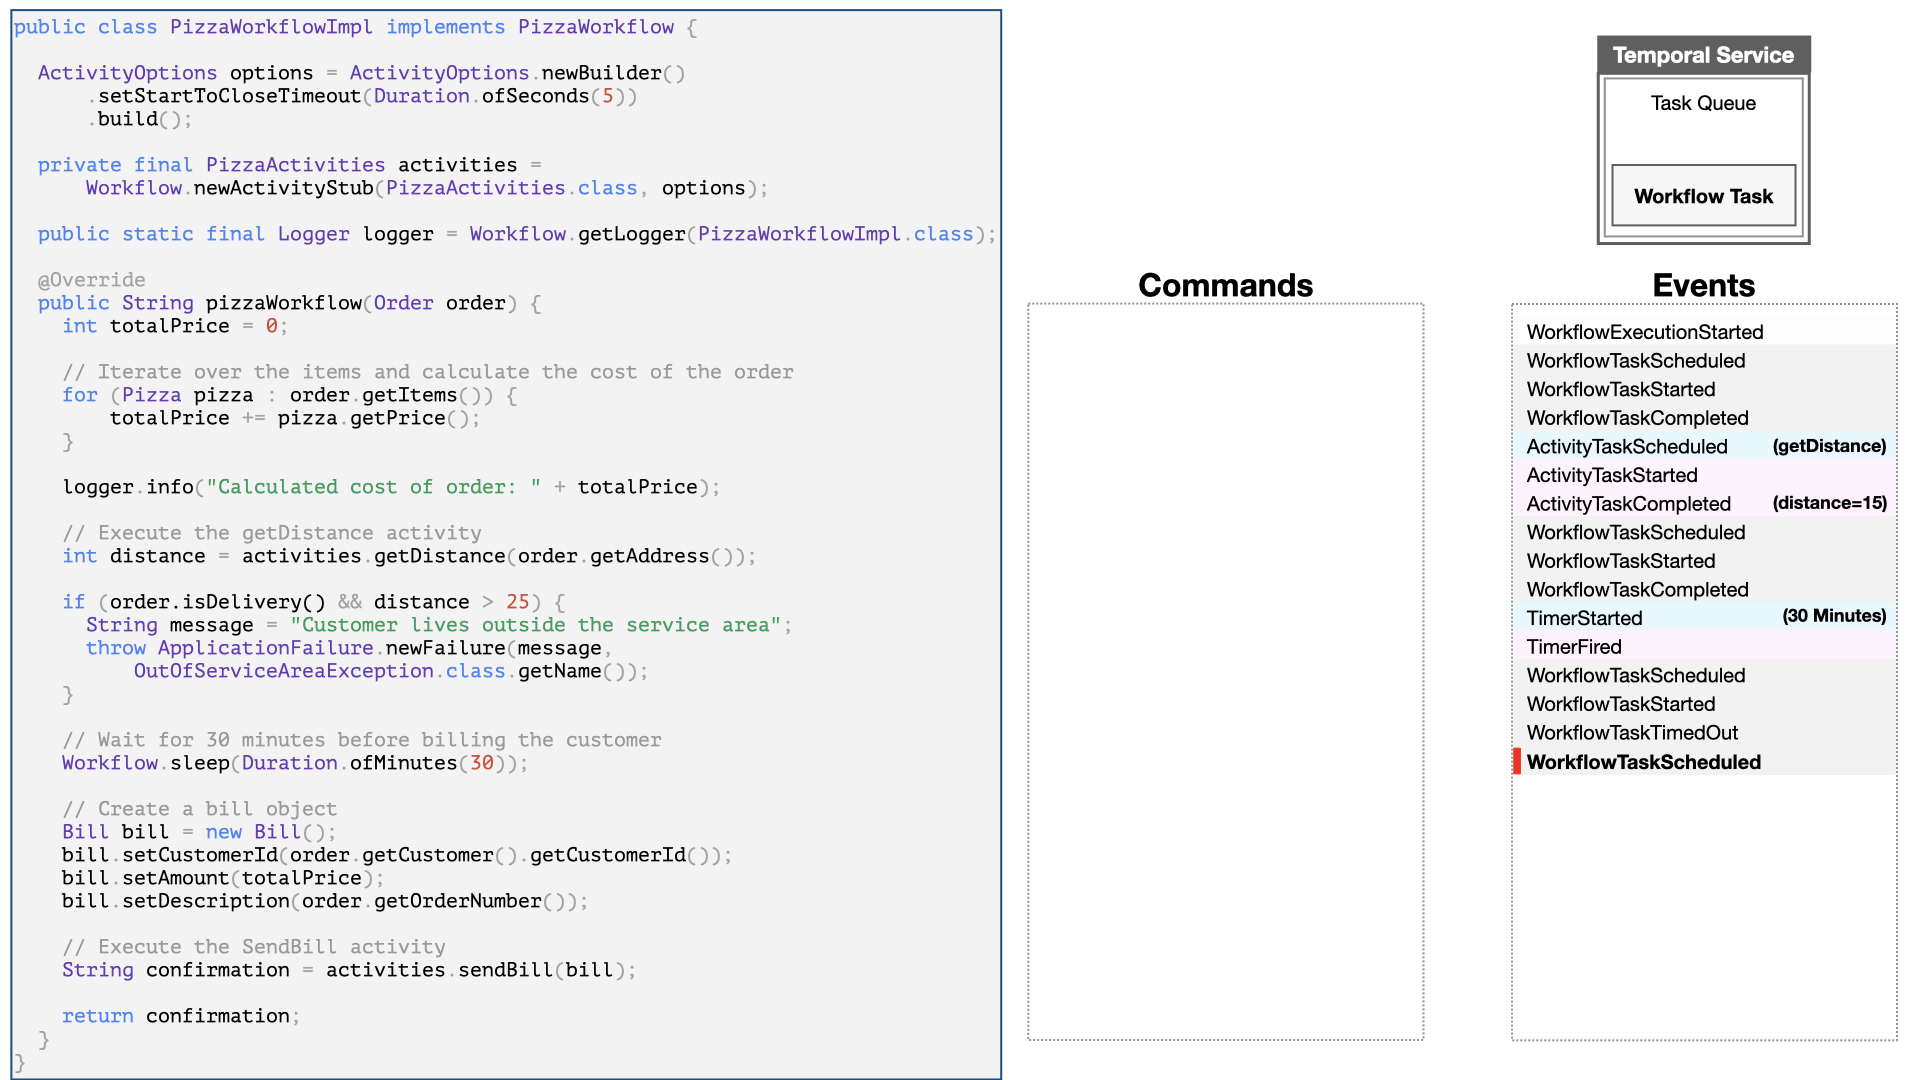 public class PizzaWorkflowImpl implements PizzaWorkflow {
ActivityOptions options = ActivityOptions.newBuilder()
.setStartToCloseTimeout(Duration.ofSeconds(5))
.build();
private final PizzaActivities activities =
Workflow.newActivityStub(PizzaActivities.class, options);
public static final Logger logger = Workflow.getLogger(PizzaWorkflowImpl.class);
@Override
public String pizzaWorkflow(Order order) {
int totalPrice = 0;
// Iterate over the items and calculate the cost of the order
for (Pizza pizza : order.getItems()) {
totalPrice += pizza.getPrice();
}
logger.info("Calculated cost of order: " + totalPrice);
// Execute the getDistance activity
int distance = activities.getDistance(order.getAddress());
if (order.isDelivery() && distance > 25) {
String message = "Customer lives outside the service area";
throw ApplicationFailure.newFailure(message,
OutOfServiceAreaException.class.getName());
}
// Wait for 30 minutes before billing the customer
Workflow.sleep(Duration.ofMinutes(30));
// Create a bill object
Bill bill = new Bill();
bill.setCustomerId(order.getCustomer().getCustomerId());
bill.setAmount(totalPrice);
bill.setDescription(order.getOrderNumber());
// Execute the SendBill activity
String confirmation = activities.sendBill(bill);
return confirmation;
}
}
Temporal Service
Task Queue
Workflow Task
Commands
Events
WorkflowExecutionStarted
WorkflowTaskScheduled
WorkflowTaskStarted
WorkflowTaskCompleted
ActivityTaskScheduled (getDistance)
ActivityTaskStarted
ActivityTaskCompleted (distance=15)
WorkflowTaskScheduled
WorkflowTaskStarted
WorkflowTaskCompleted
TimerStarted (30 Minutes)
TimerFired
WorkflowTaskScheduled
WorkflowTaskStarted
WorkflowTaskTimedOut
WorkflowTaskScheduled